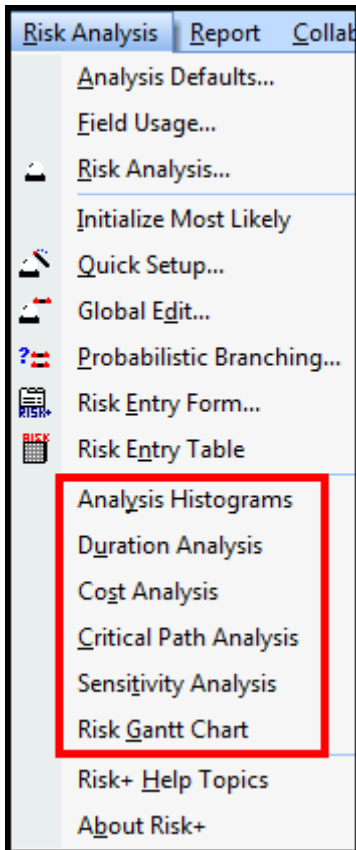 Risk Analysis Report Collab
Analysis Defaults...
Field Usage...
Risk Analysis...
Initialize Most Likely
Quick Setup...
Global Edit...
?
Probabilistic Branching...
RISK+
Risk Entry Form...
RISK
Risk Entry Table
Analysis Histograms
Duration Analysis
Cost Analysis
Critical Path Analysis
Sensitivity Analysis
Risk Gantt Chart
Risk+ Help Topics
About Risk+